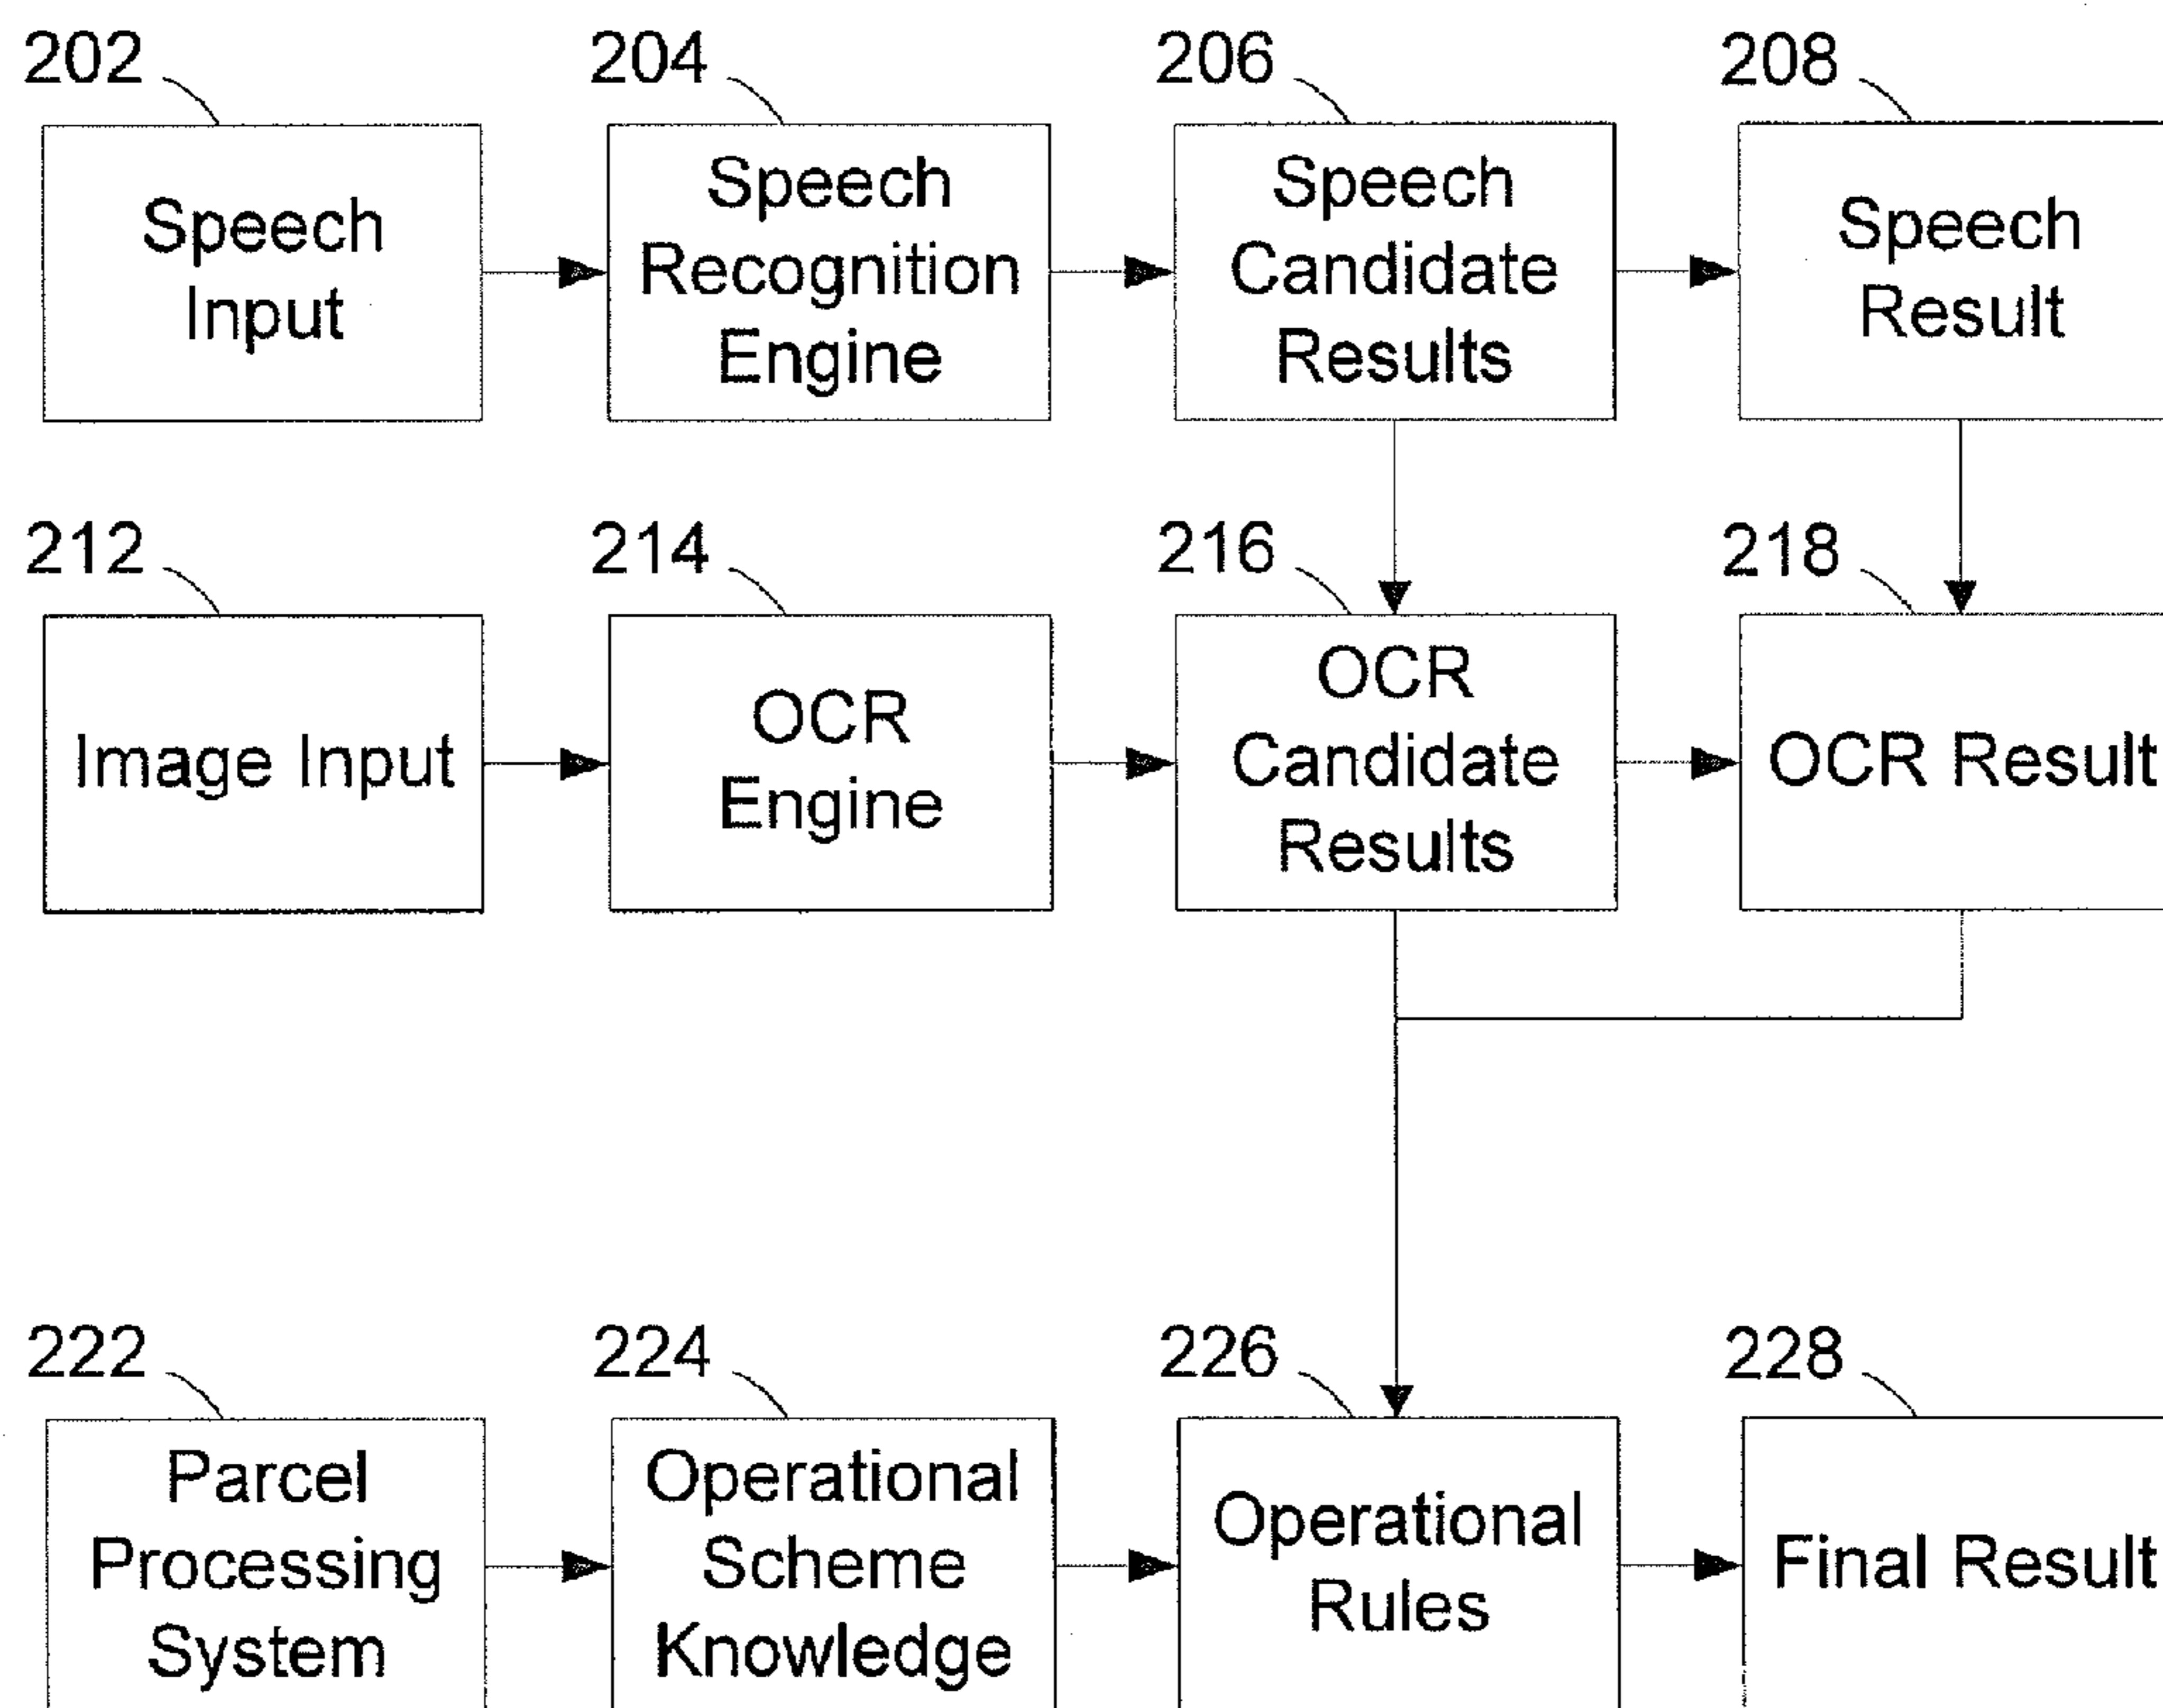 202
204
206
208
Speech
Input
Speech
Recognition
Engine
Speech
Candidate
Results
Speech
Result
212
214
216
218
Image Input
OCR
Engine
OCR
Candidate
Results
OCR Result
222
224
226
228
Parcel
Processing
System
Operational
Scheme
Knowledge
Operational
Rules
Final Result